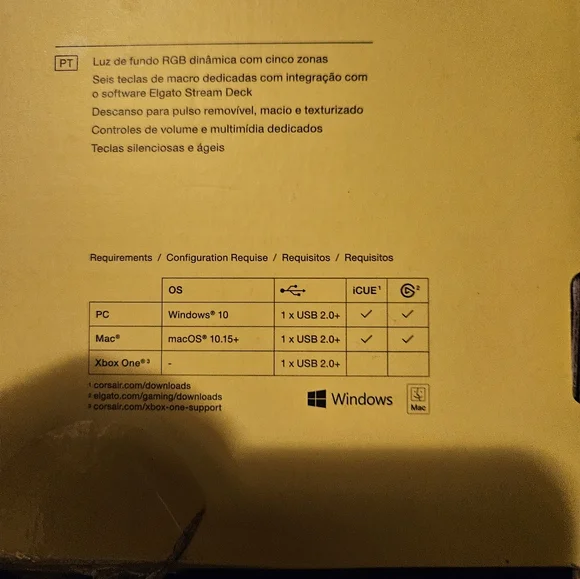 PT
Luz de fundo RGB dinâmica com cinco zonas
Seis teclas de macro dedicadas com integração com
o software Elgato Stream Deck
Descanso para pulso removível, macio e texturizado
Controles de volume e multimídia dedicados
Teclas silenciosas e ágeis
Requirements / Configuration Requise / Requisitos / Requisitos
OS iCUE¹ ²
PC Windows® 10 1 x USB 2.0+ ✓ ✓
Mac® macOS® 10.15+ 1 x USB 2.0+ ✓ ✓
Xbox One®³ - 1 x USB 2.0+
¹ corsair.com/downloads
² elgato.com/gaming/downloads
³ corsair.com/xbox-one-support
Windows
Mac